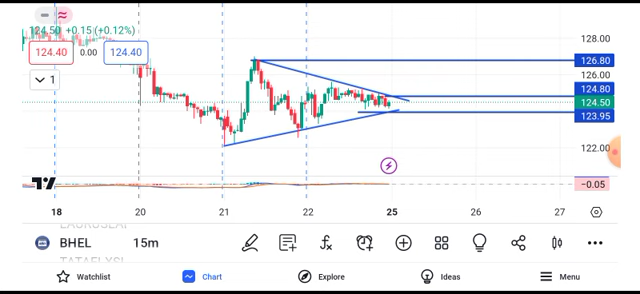 124.50 +0.15 (+0.12%)
128.00
124.40 0.00 124.40
126.80
1
126.00
124.80
124.50
123.95
122.00
−0.05
18 20 21 22 25 26 27
BHEL 15m
Watchlist Chart Explore Ideas Menu